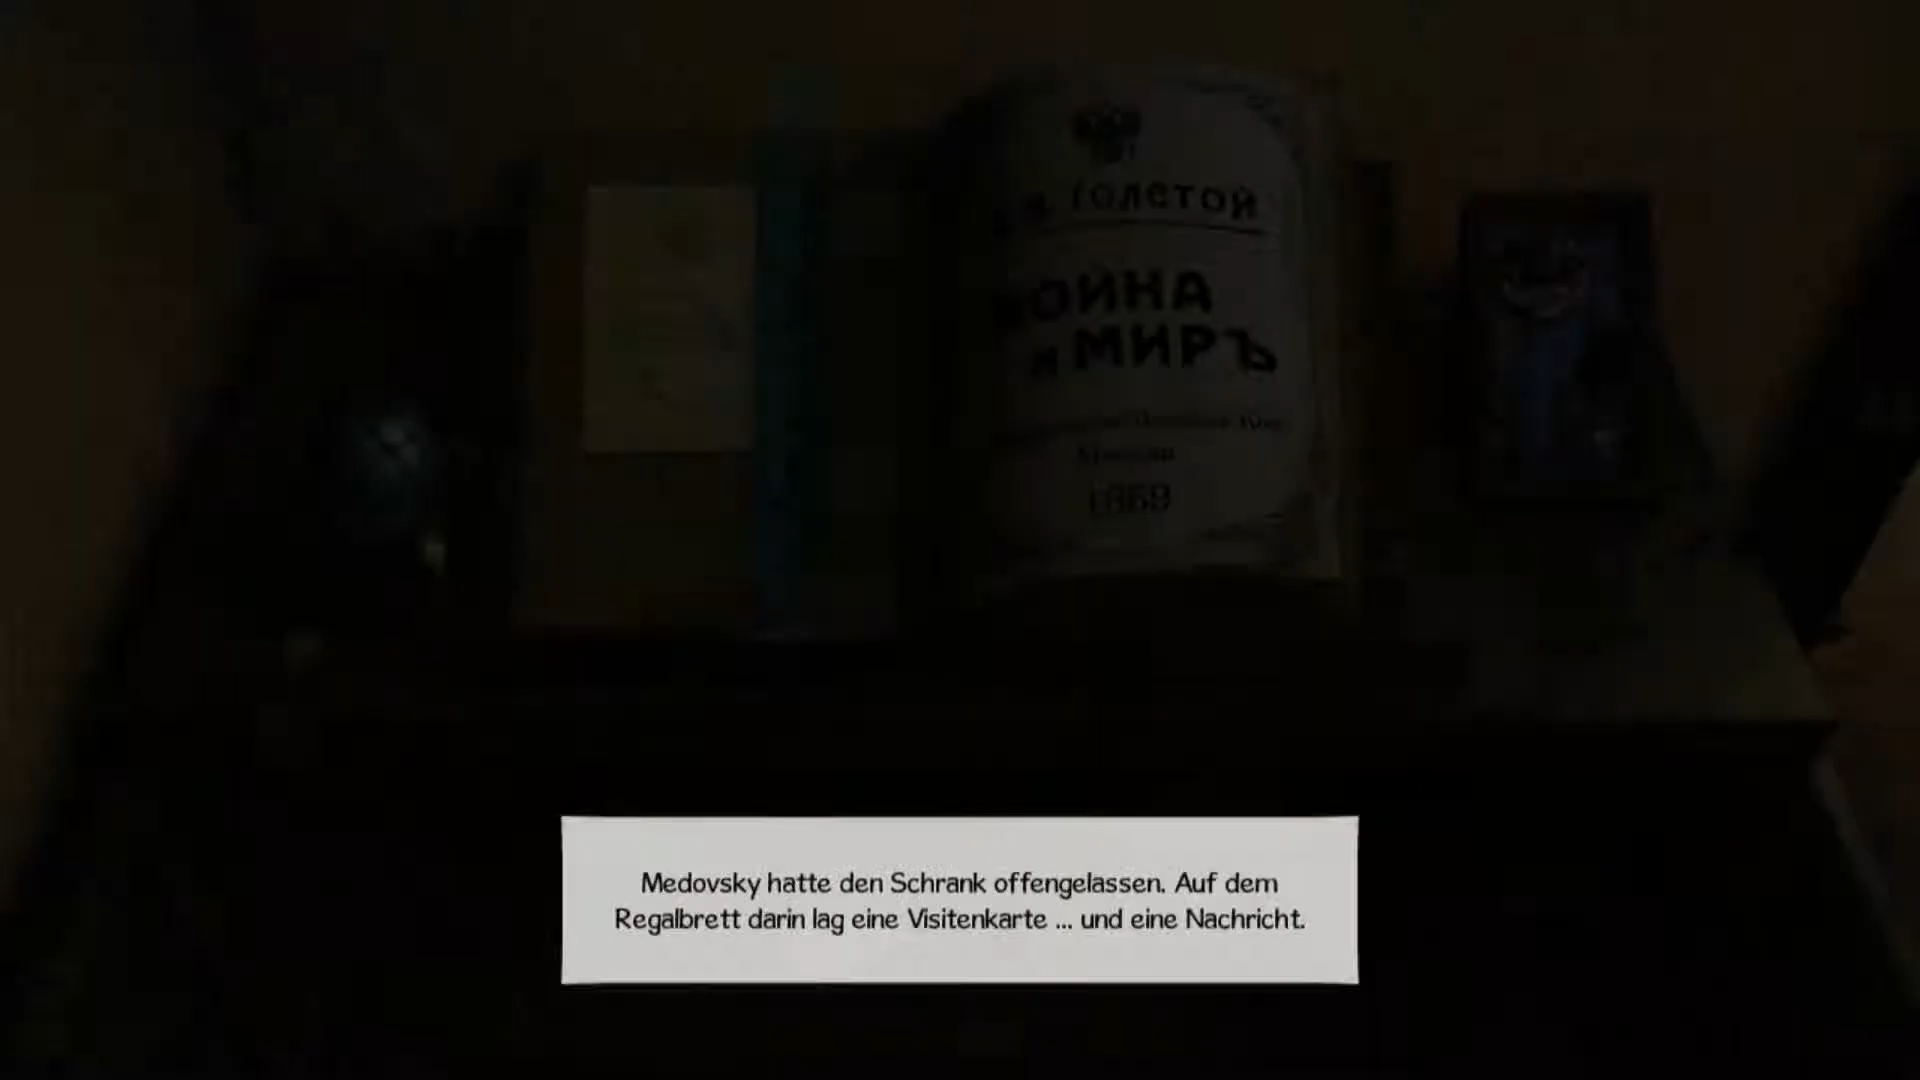 ТОЛСТОЙ
ВОЙНА
и МИРЪ
Москва
1869
Medovsky hatte den Schrank offengelassen. Auf dem
Regalbrett darin lag eine Visitenkarte ... und eine Nachricht.